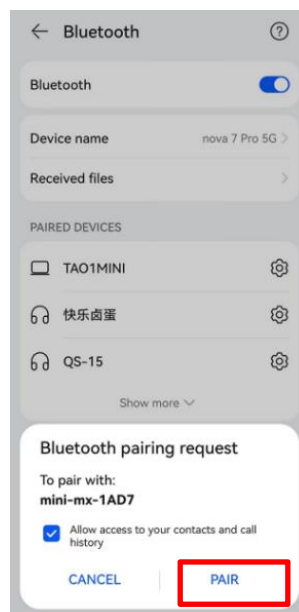 Bluetooth
Bluetooth
Device name nova 7 Pro 5G
Received files
PAIRED DEVICES
TAO1MINI
快乐卤蛋
QS-15
Show more
Bluetooth pairing request
To pair with:
mini-mx-1AD7
Allow access to your contacts and call
history
CANCEL PAIR